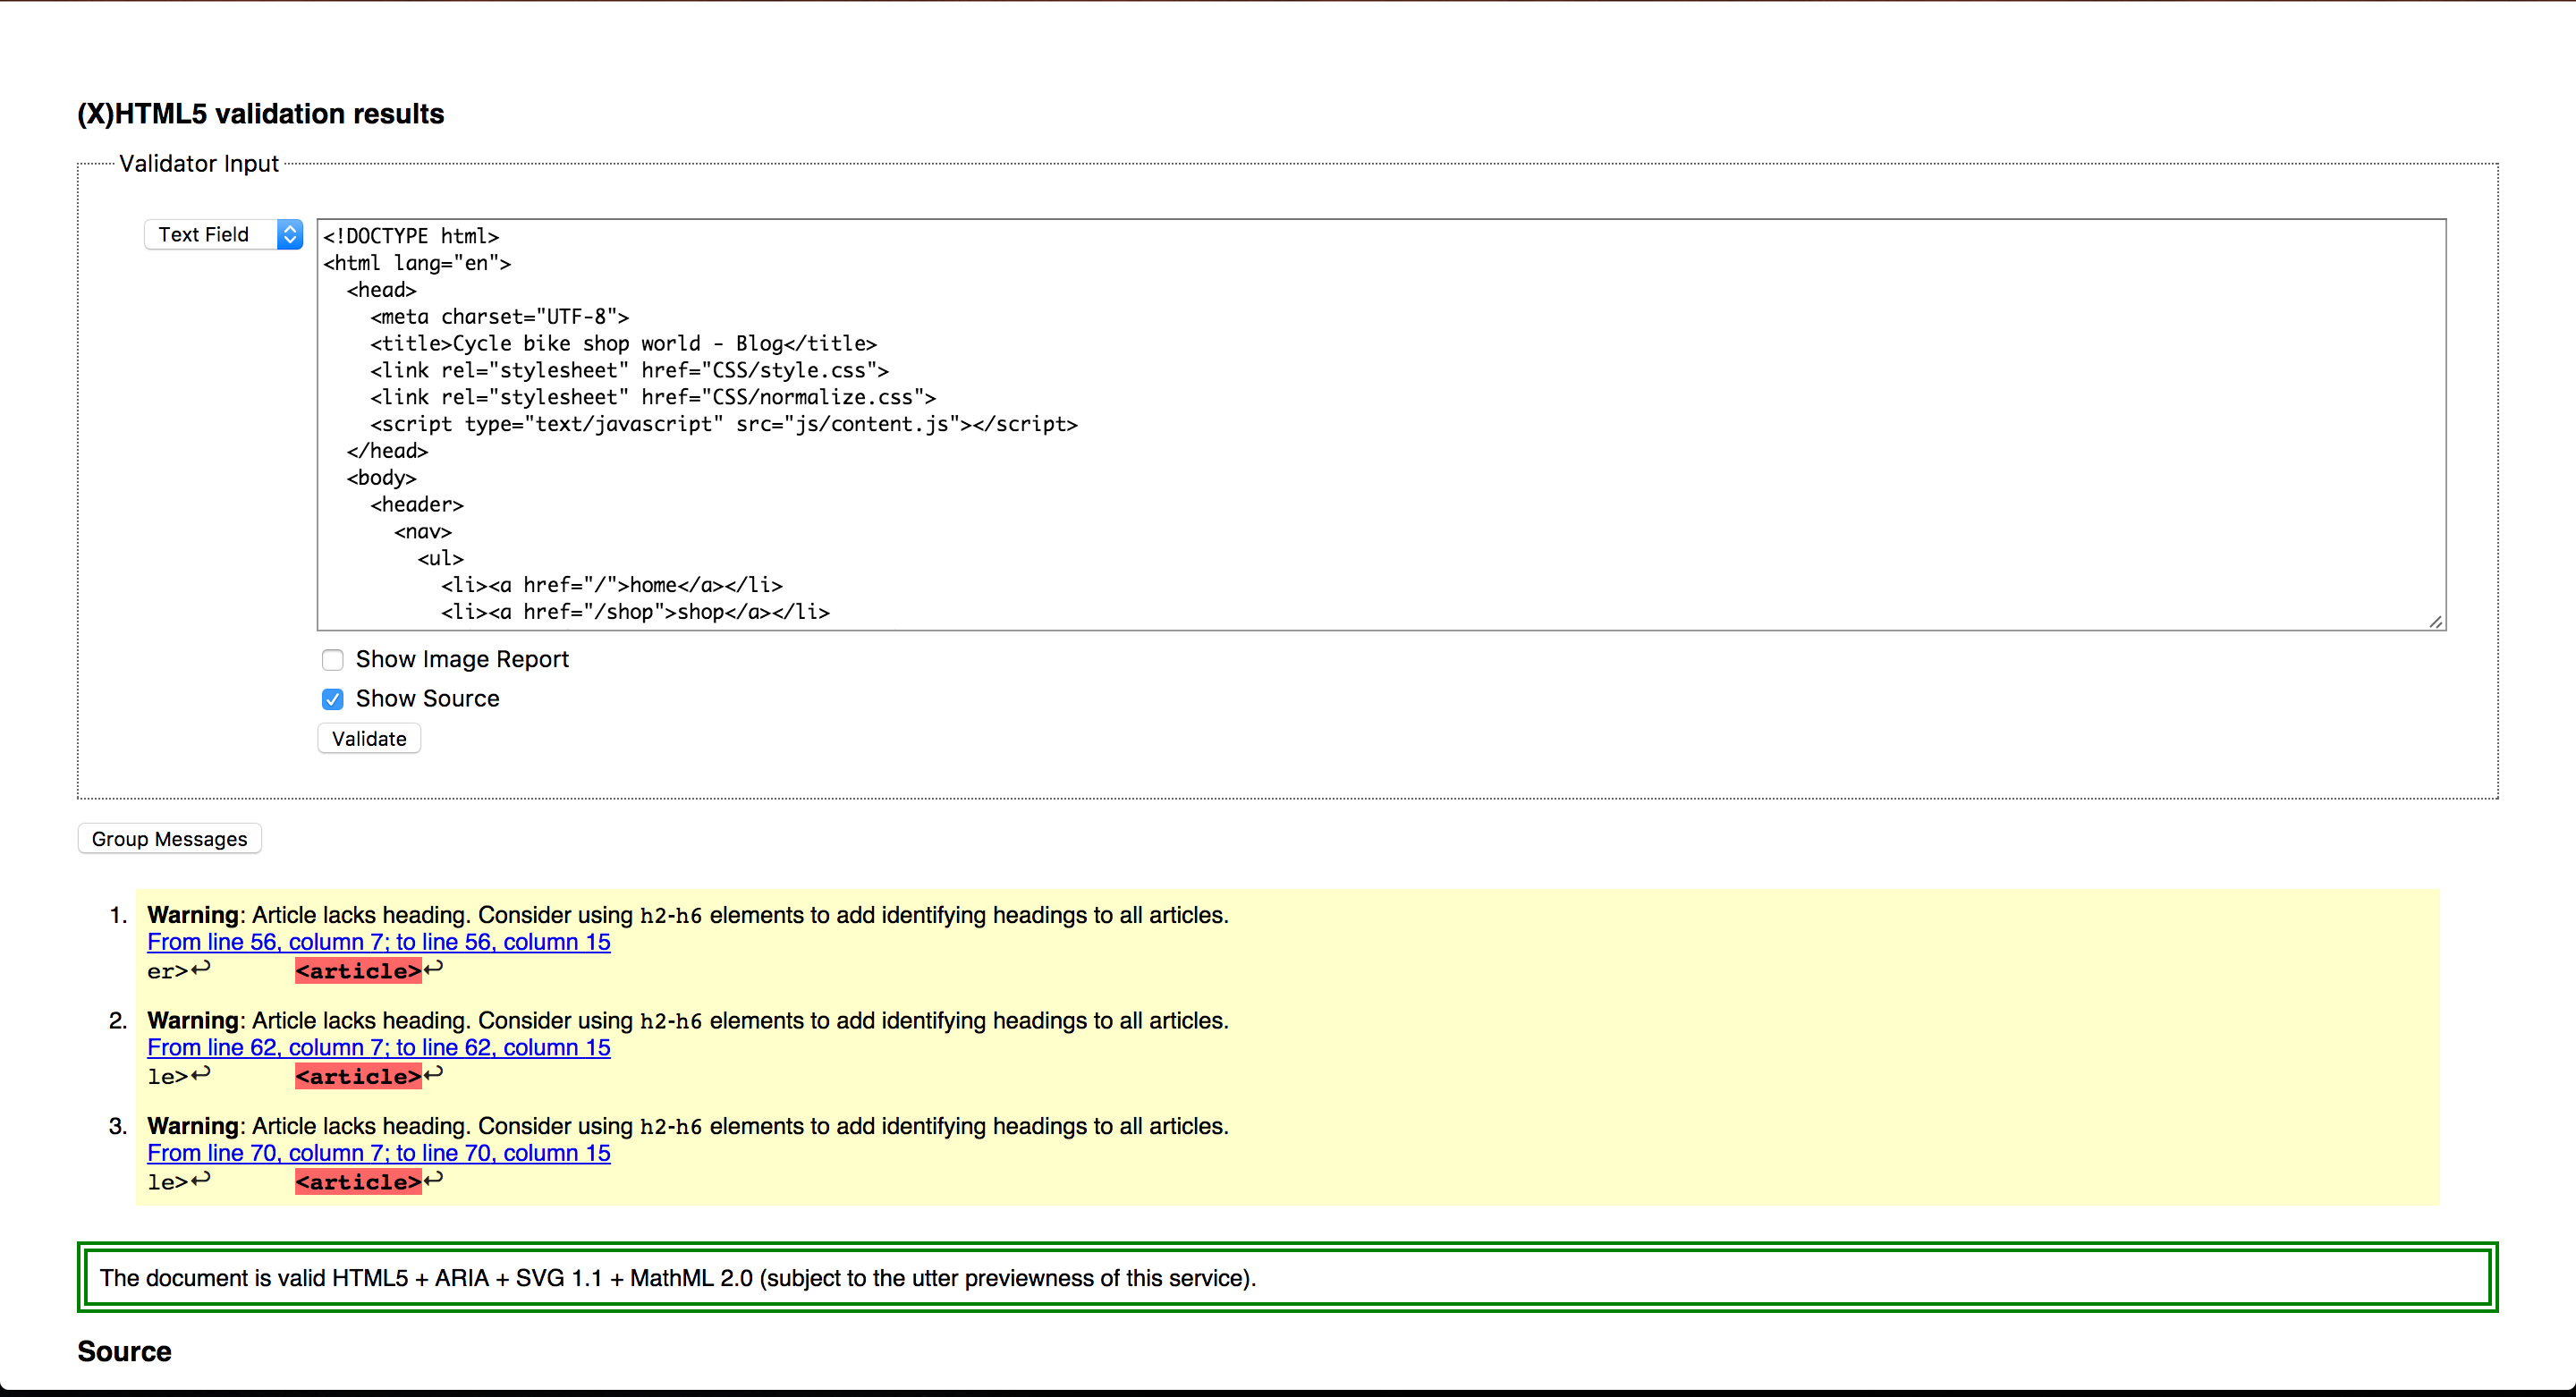 (X)HTML5 validation results
Validator Input
Text Field
<!DOCTYPE html>
<html lang="en">
  <head>
    <meta charset="UTF-8">
    <title>Cycle bike shop world - Blog</title>
    <link rel="stylesheet" href="CSS/style.css">
    <link rel="stylesheet" href="CSS/normalize.css">
    <script type="text/javascript" src="js/content.js"></script>
  </head>
  <body>
    <header>
      <nav>
        <ul>
          <li><a href="/">home</a></li>
          <li><a href="/shop">shop</a></li>
Show Image Report
Show Source
Validate
Group Messages
1. Warning: Article lacks heading. Consider using h2-h6 elements to add identifying headings to all articles.
From line 56, column 7; to line 56, column 15
er>↩      <article>↩
2. Warning: Article lacks heading. Consider using h2-h6 elements to add identifying headings to all articles.
From line 62, column 7; to line 62, column 15
le>↩      <article>↩
3. Warning: Article lacks heading. Consider using h2-h6 elements to add identifying headings to all articles.
From line 70, column 7; to line 70, column 15
le>↩      <article>↩
The document is valid HTML5 + ARIA + SVG 1.1 + MathML 2.0 (subject to the utter previewness of this service).
Source